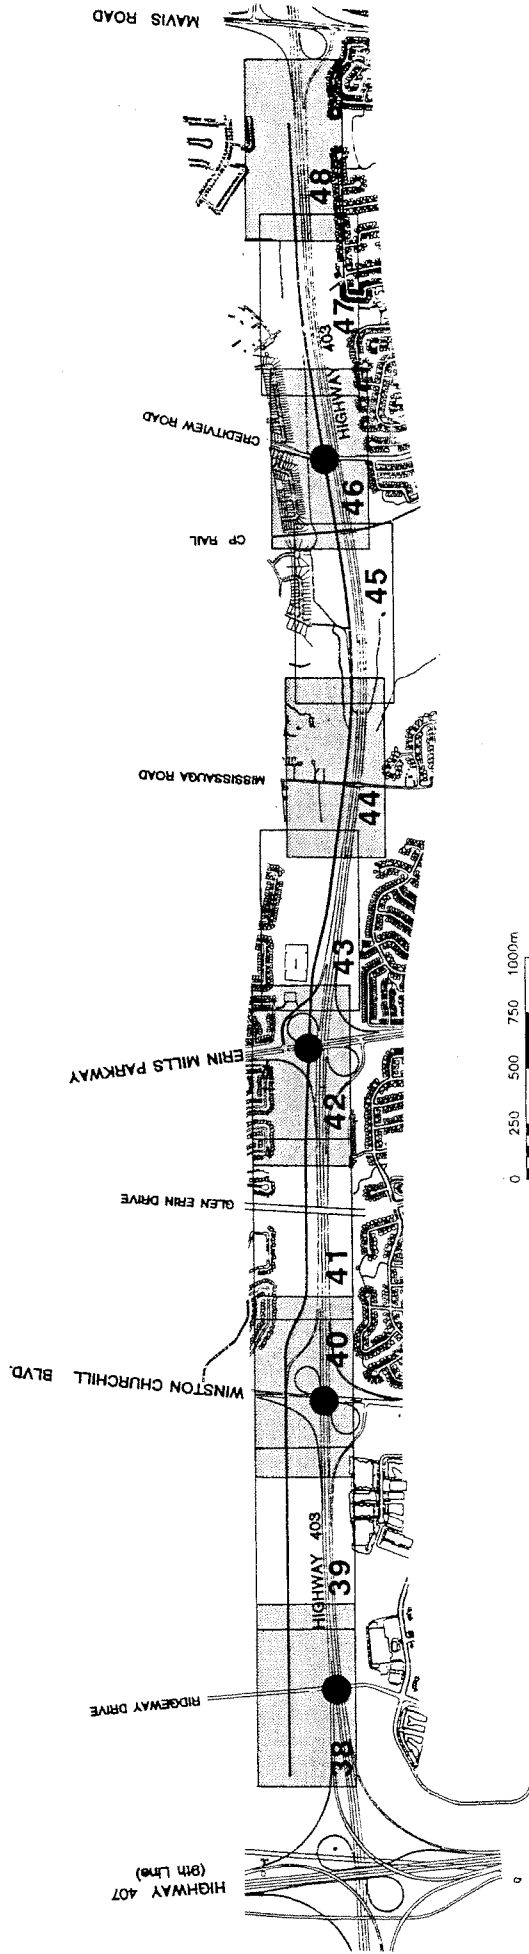 MAVIS ROAD
48
47
HIGHWAY 403
CREDITVIEW ROAD
46
CP RAIL
45
MISSISSAUGA ROAD
44
43
ERIN MILLS PARKWAY
42
GLEN ERIN DRIVE
41
40
WINSTON CHURCHILL BLVD.
HIGHWAY 403
39
RIDGEWAY DRIVE
38
HIGHWAY 407
(9th Line)
0 250 500 750 1000m